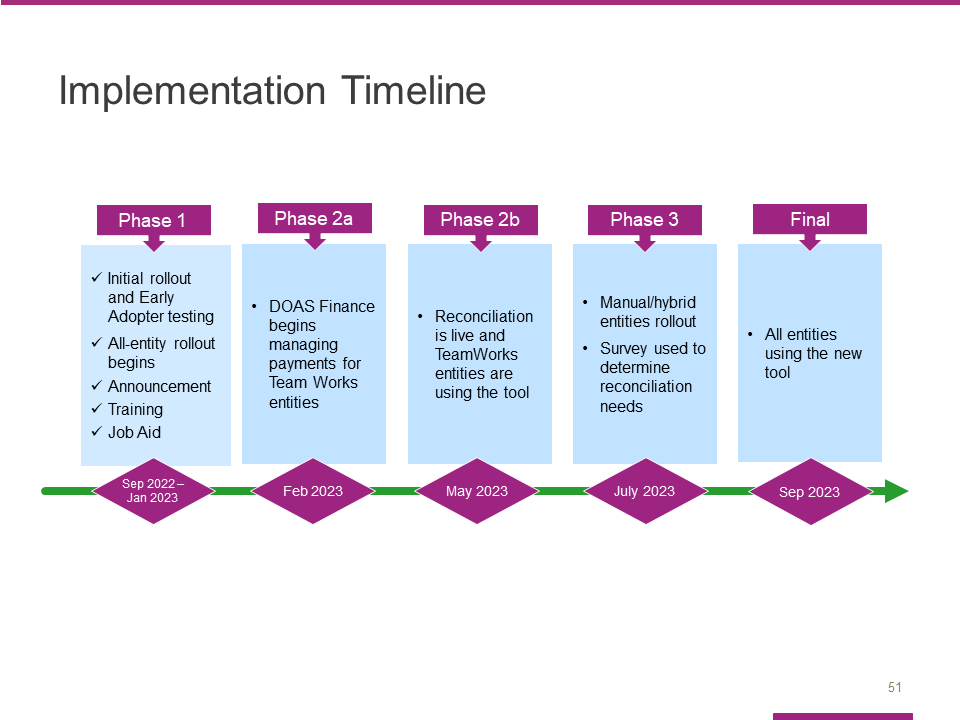 Implementation Timeline
Phase 1
✓ Initial rollout
and Early
Adopter testing
✓ All-entity rollout
begins
✓ Announcement
✓ Training
✓ Job Aid
Sep 2022 –
Jan 2023
Phase 2a
• DOAS Finance
begins
managing
payments for
Team Works
entities
Feb 2023
Phase 2b
• Reconciliation
is live and
TeamWorks
entities are
using the tool
May 2023
Phase 3
• Manual/hybrid
entities rollout
• Survey used to
determine
reconciliation
needs
July 2023
Final
• All entities
using the new
tool
Sep 2023
51